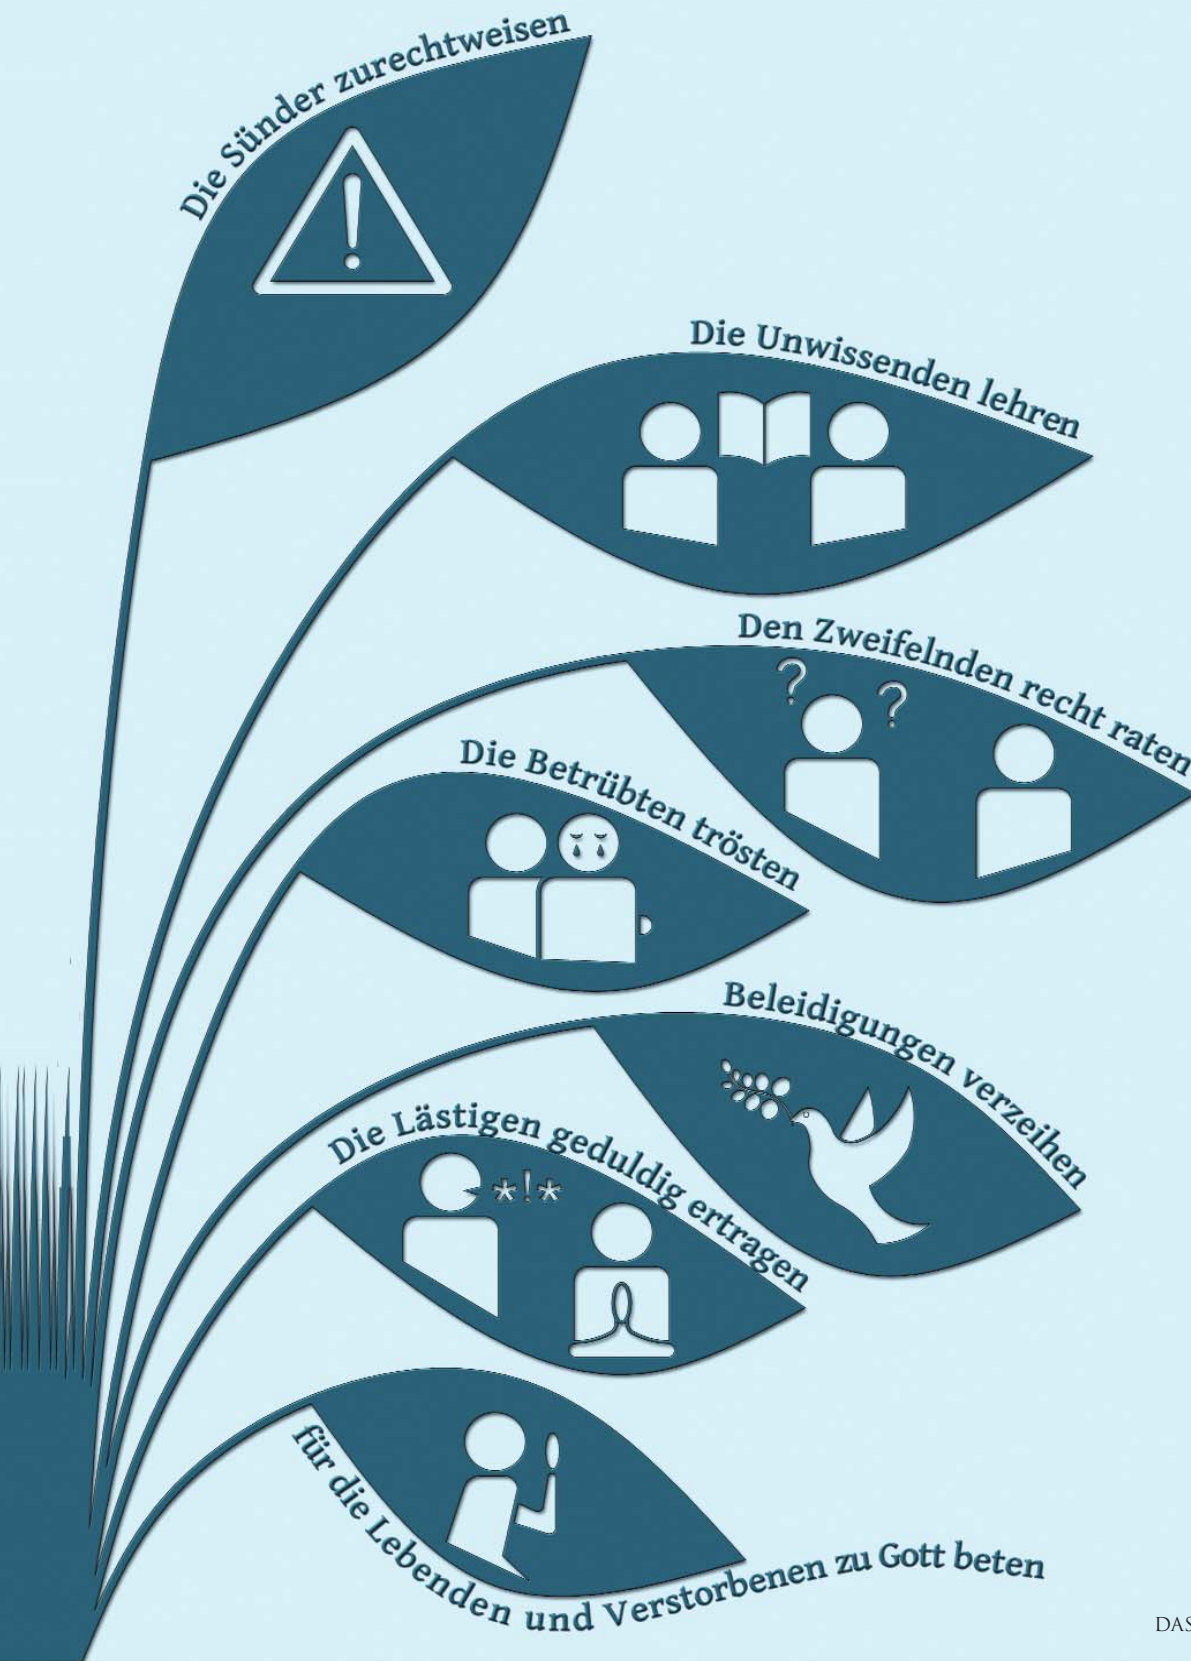 Die Sünder zurechtweisen
Die Unwissenden lehren
Den Zweifelnden recht raten
Die Betrübten trösten
Beleidigungen verzeihen
Die Lästigen geduldig ertragen
*!*
für die Lebenden und Verstorbenen zu Gott beten
DAS